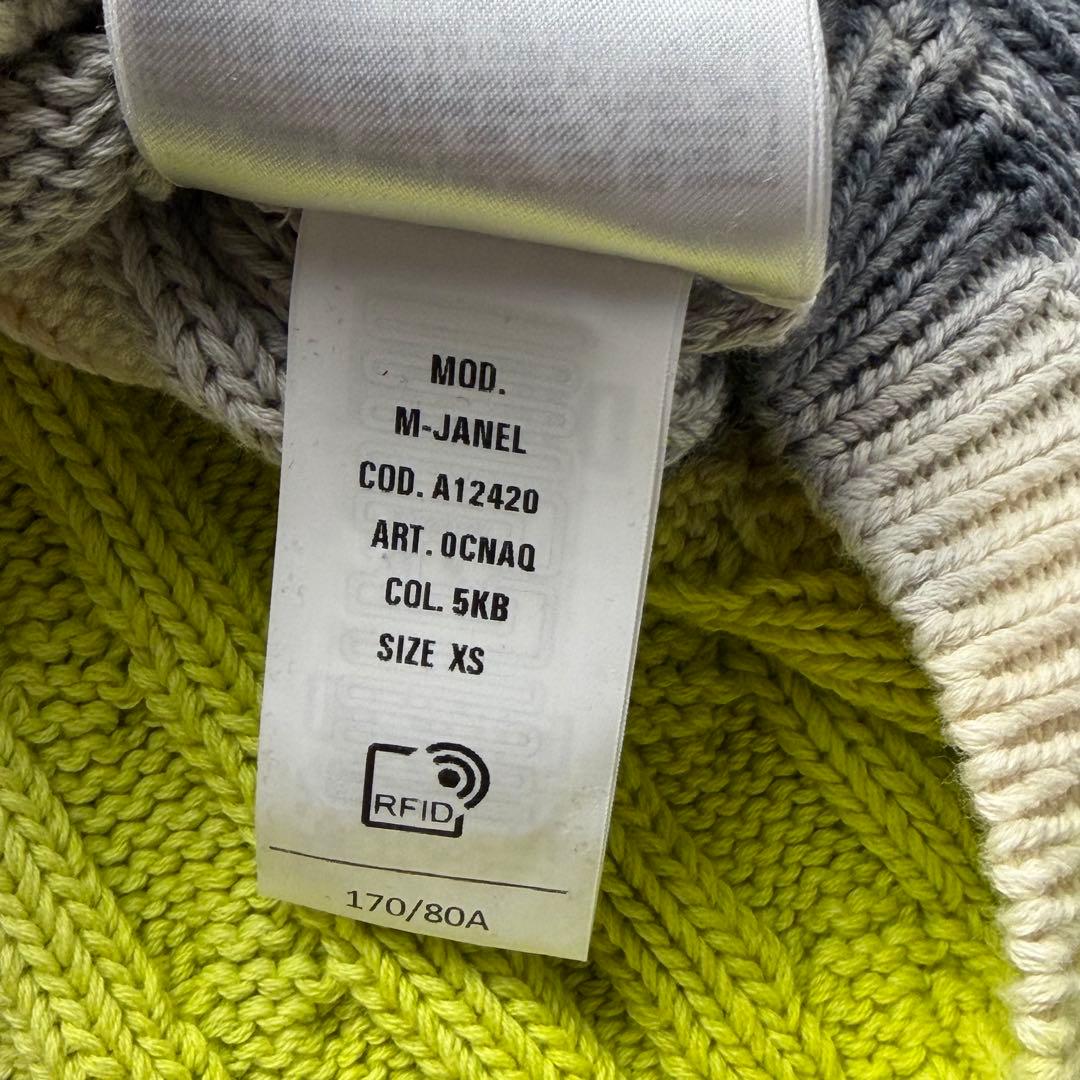 MOD.
M-JANEL
COD. A12420
ART. 0CNAQ
COL. 5KB
SIZE XS
RFID
170/80A